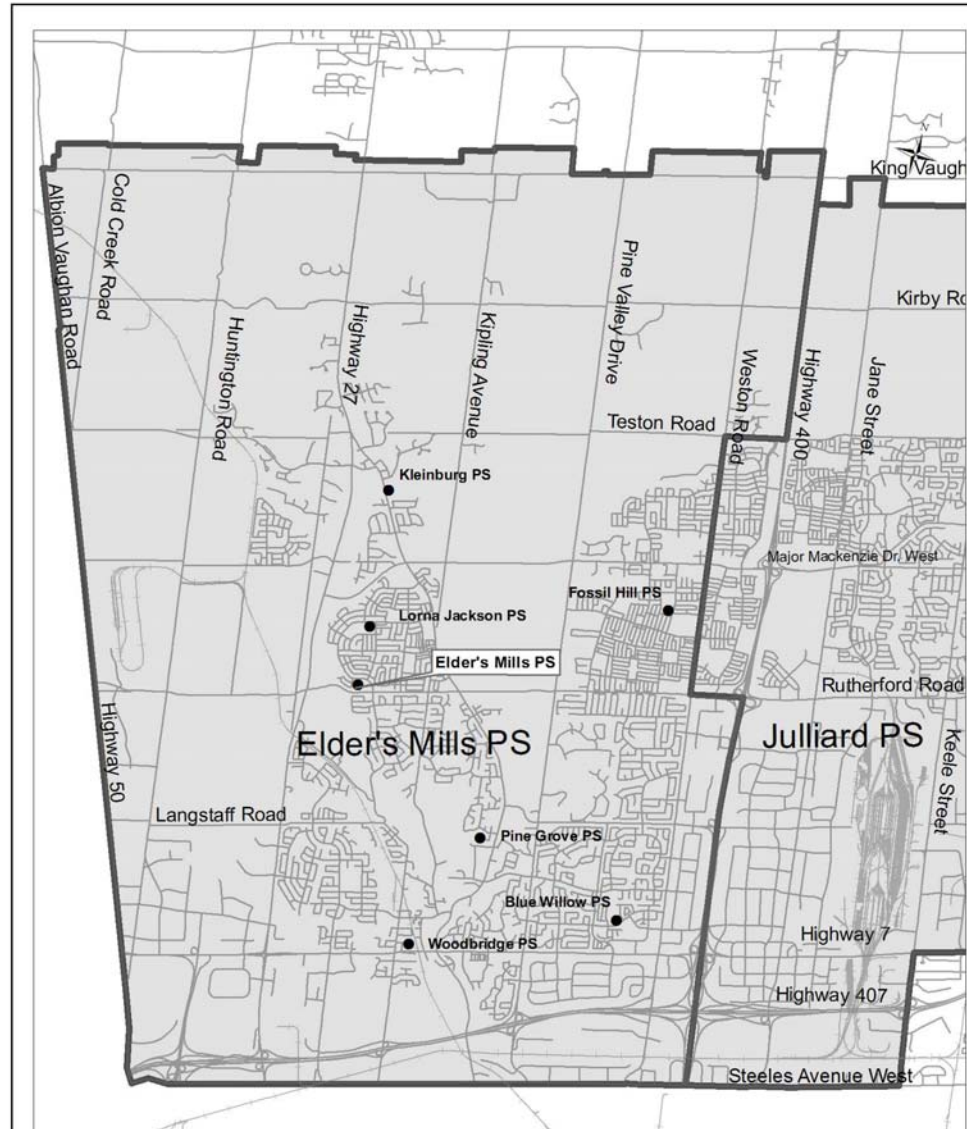 N
King Vaugh
Cold Creek Road
Albion Vaughan Road
Pine Valley Drive
Kirby Ro
Huntington Road
Highway 27
Kipling Avenue
Weston Road
Highway 400
Jane Street
Teston Road
Kleinburg PS
Major Mackenzie Dr. West
Fossil Hill PS
Lorna Jackson PS
Elder's Mills PS
Rutherford Road
Highway 50
Elder's Mills PS
Julliard PS
Keele Street
Langstaff Road
Pine Grove PS
Blue Willow PS
Highway 7
Woodbridge PS
Highway 407
Steeles Avenue West